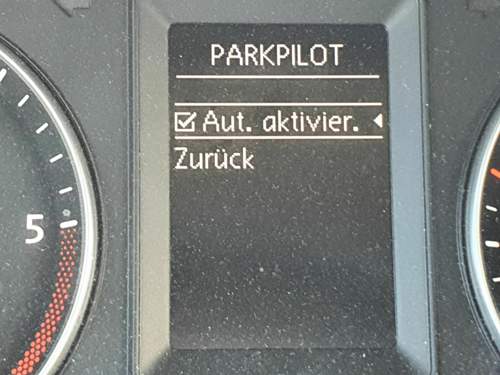 PARKPILOT
Aut. aktivier.
Zurück
5